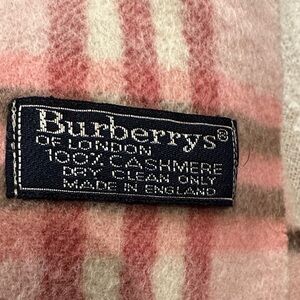 Burberrys®
OF LONDON
100% CASHMERE
DRY CLEAN ONLY
MADE IN ENGLAND